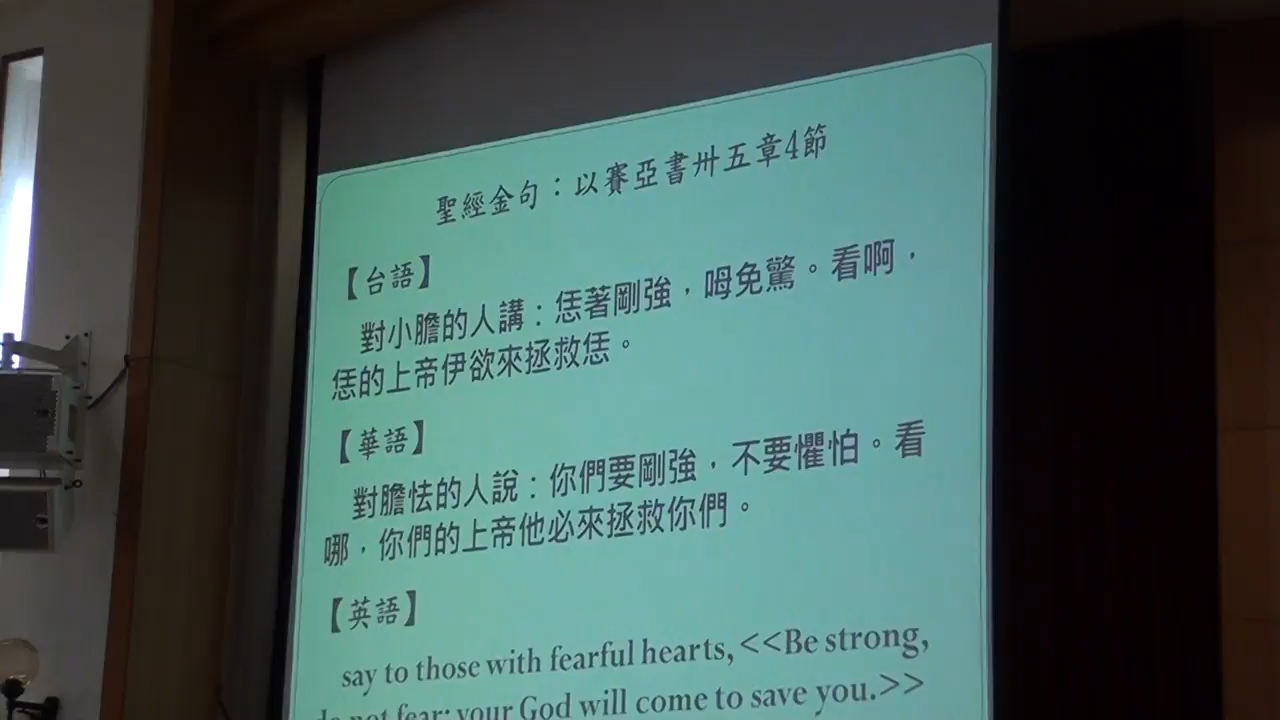 聖經金句：以賽亞書卅五章4節
【台語】
對小膽的人講：恁著剛強，呣免驚。看啊，
恁的上帝伊欲來拯救恁。
【華語】
對膽怯的人說：你們要剛強，不要懼怕。看
哪，你們的上帝他必來拯救你們。
【英語】
say to those with fearful hearts, <<Be strong,
do not fear; your God will come to save you.>>